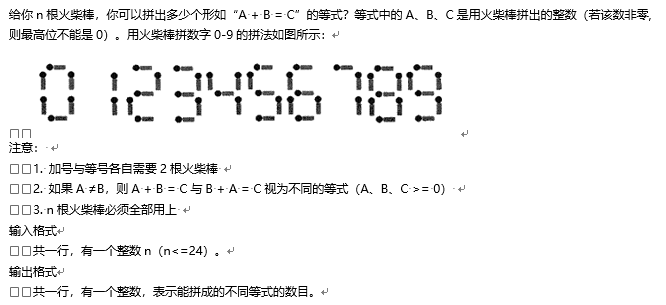 给你 n 根火柴棒，你可以拼出多少个形如“A + B = C”的等式？等式中的 A、B、C 是用火柴棒拼出的整数（若该数非零，
则最高位不能是 0）。用火柴棒拼数字 0-9 的拼法如图所示：
0 1 2 3 4 5 6 7 8 9
注意：
□□1. 加号与等号各自需要 2 根火柴棒
□□2. 如果 A ≠B，则 A + B = C 与 B + A = C 视为不同的等式（A、B、C >= 0）
□□3. n 根火柴棒必须全部用上
输入格式
□□共一行，有一个整数 n（n<=24）。
输出格式
□□共一行，有一个整数，表示能拼成的不同等式的数目。